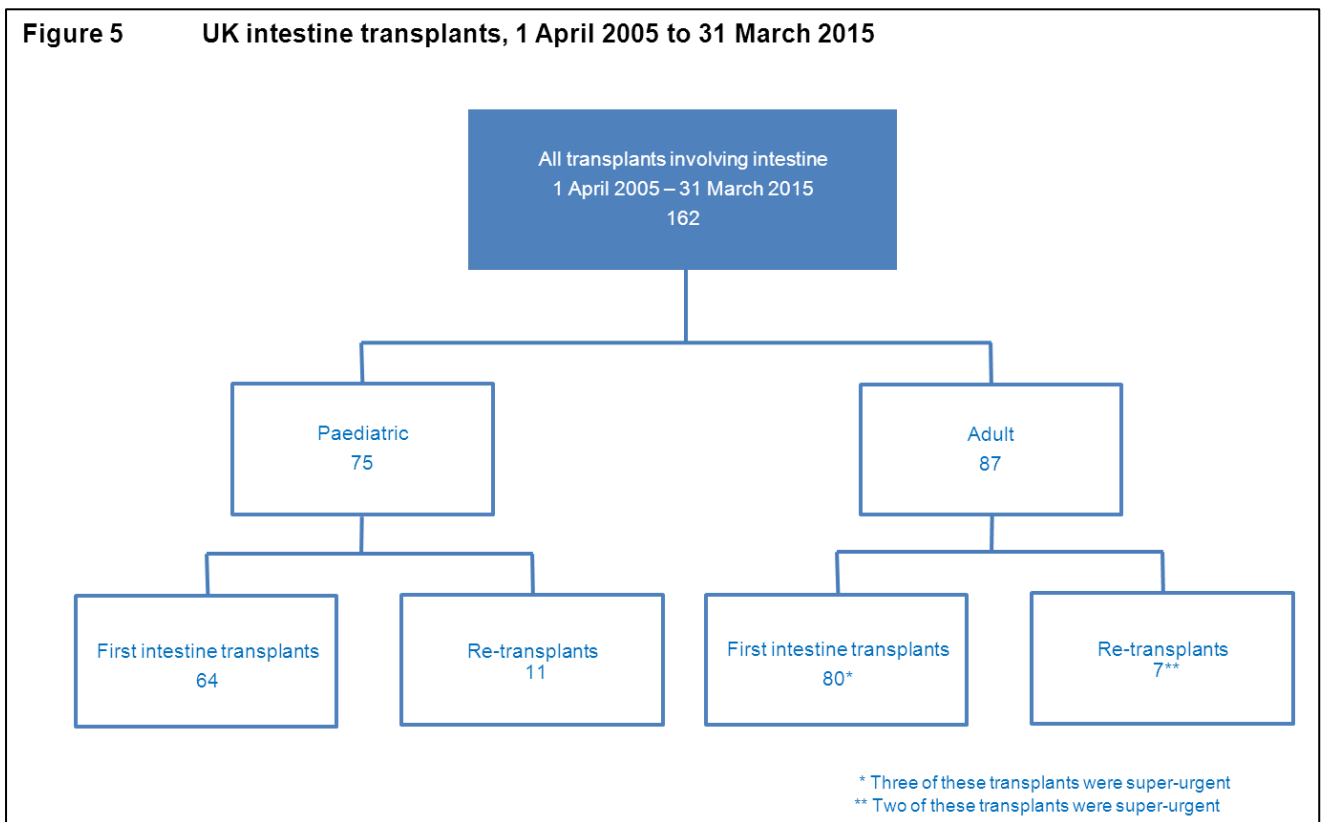 Figure 5 UK intestine transplants, 1 April 2005 to 31 March 2015
All transplants involving intestine
1 April 2005 – 31 March 2015
162
Paediatric
75
Adult
87
First intestine transplants
64
Re-transplants
11
First intestine transplants
80*
Re-transplants
7**
* Three of these transplants were super-urgent
** Two of these transplants were super-urgent